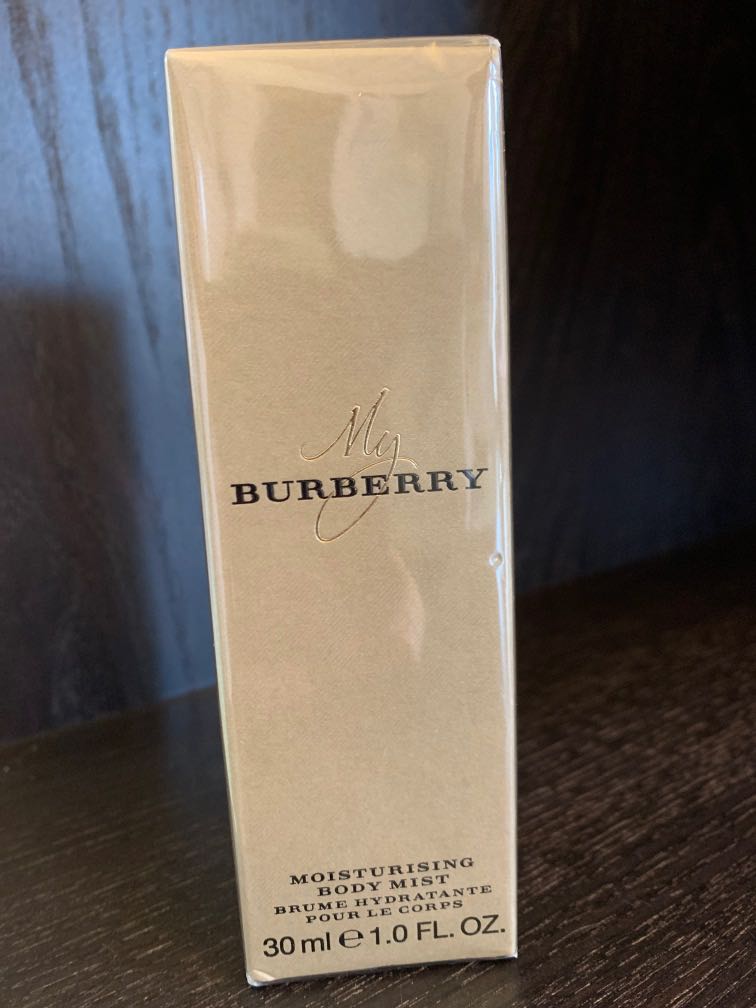 My
BURBERRY
MOISTURISING
BODY MIST
BRUME HYDRATANTE
POUR LE CORPS
30 ml ℮ 1.0 FL. OZ.